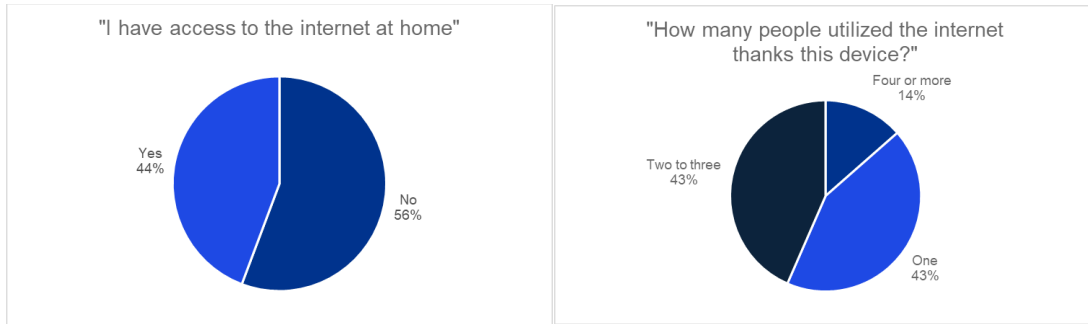 "I have access to the internet at home"
Yes
44%
No
56%
"How many people utilized the internet
thanks this device?"
Four or more
14%
Two to three
43%
One
43%